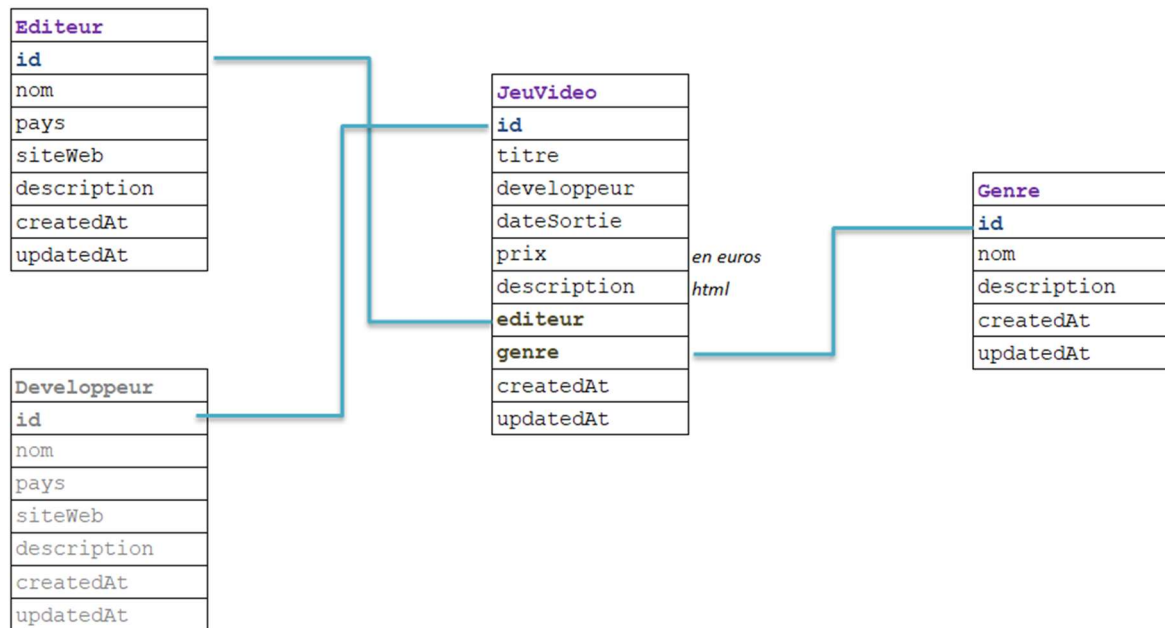 Editeur
id
nom
pays
siteWeb
description
createdAt
updatedAt
Developpeur
id
nom
pays
siteWeb
description
createdAt
updatedAt
JeuVideo
id
titre
developpeur
dateSortie
prix en euros
description html
editeur
genre
createdAt
updatedAt
Genre
id
nom
description
createdAt
updatedAt